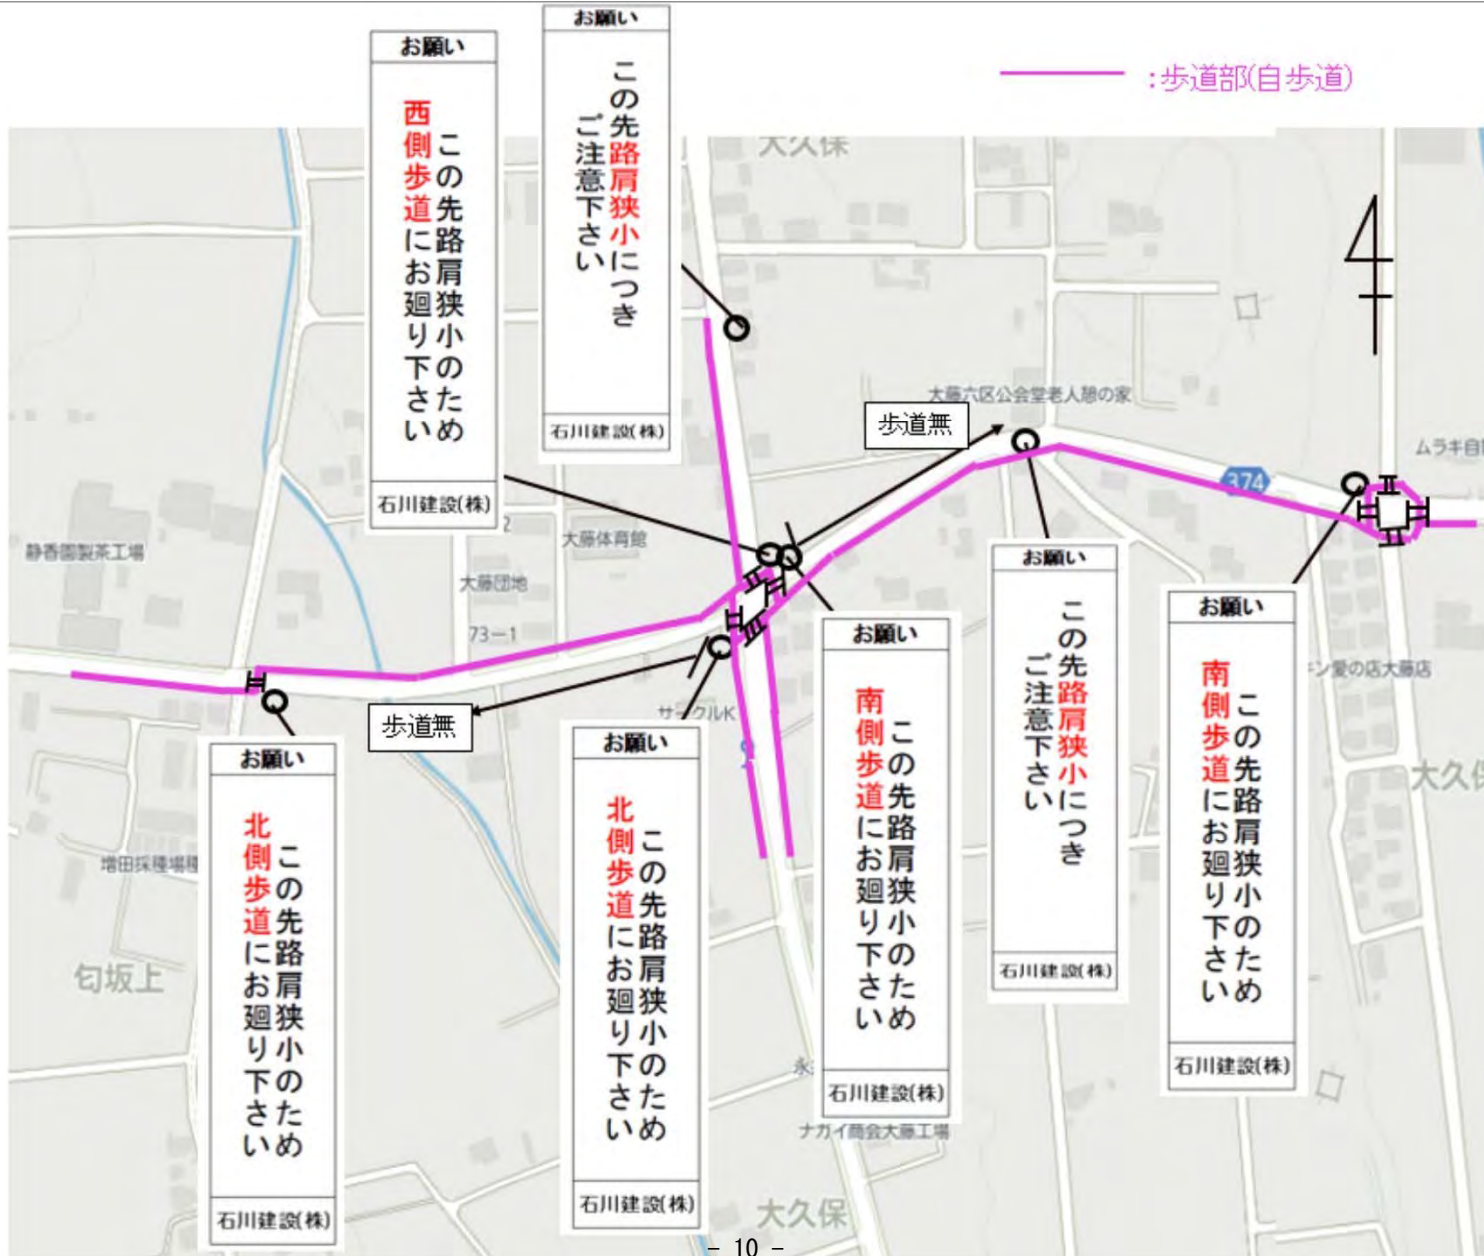 お願い
この先路肩狭小のため
西側歩道にお廻り下さい
石川建設(株)
お願い
この先路肩狭小につき
ご注意下さい
石川建設(株)
:歩道部(自歩道)
大久保
大藤六区公会堂老人憩の家
歩道無
ムラキ自
374
静香園製茶工場
大藤体育館
大藤団地
73-1
歩道無
サークルK
お願い
この先路肩狭小につき
ご注意下さい
石川建設(株)
お願い
この先路肩狭小のため
南側歩道にお廻り下さい
石川建設(株)
お願い
この先路肩狭小のため
南側歩道にお廻り下さい
石川建設(株)
キン愛の店大藤店
大久保
お願い
この先路肩狭小のため
北側歩道にお廻り下さい
石川建設(株)
お願い
この先路肩狭小のため
北側歩道にお廻り下さい
石川建設(株)
増田採種場
匂坂上
ナガイ商会大藤工場
大久保
- 10 -